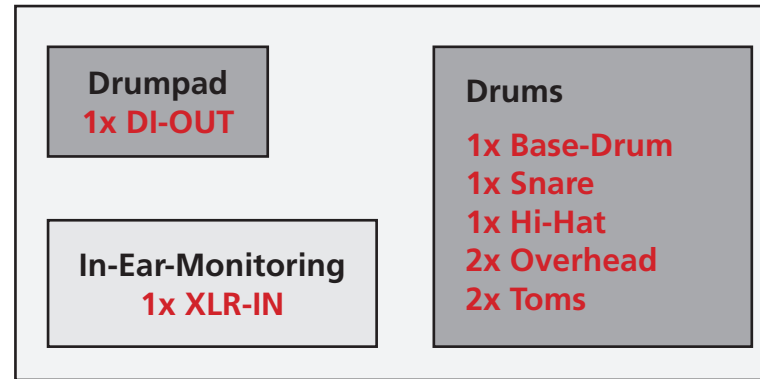 Drumpad
1x DI-OUT
In-Ear-Monitoring
1x XLR-IN
Drums
1x Base-Drum
1x Snare
1x Hi-Hat
2x Overhead
2x Toms